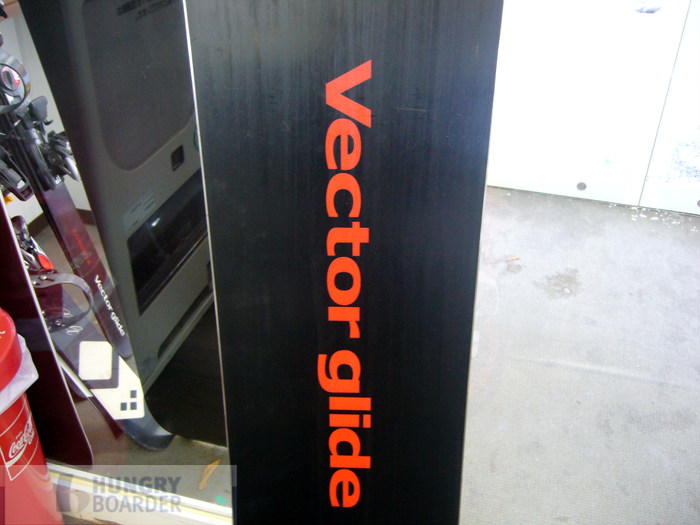 Vector glide
Vector glide
Coca-Cola
HUNGRY
BOARDER